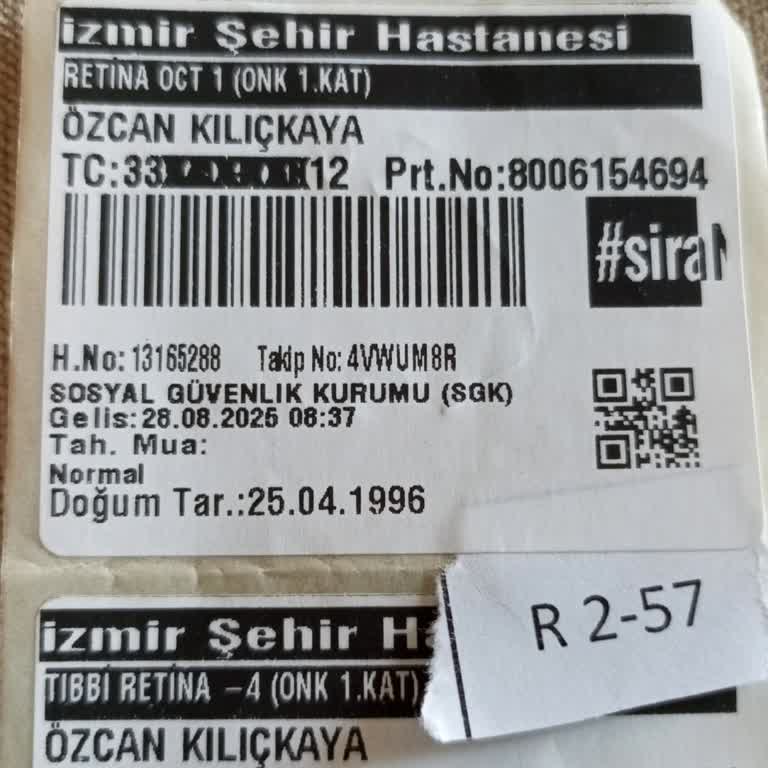 izmir Şehir Hastanesi
RETİNA OCT 1 (ONK 1.KAT)
ÖZCAN KILIÇKAYA
TC:33 12 Prt.No:8006154694
#sira
H.No: 13165288 Takip No: 4VWUM8R
SOSYAL GÜVENLİK KURUMU (SGK)
Gelis: 28.08.2025 08:37
Tah. Mua:
Normal
Doğum Tar.:25.04.1996
R 2-57
izmir Şehir
TIBBİ RETİNA -4 (ONK 1.KAT)
ÖZCAN KILIÇKAYA